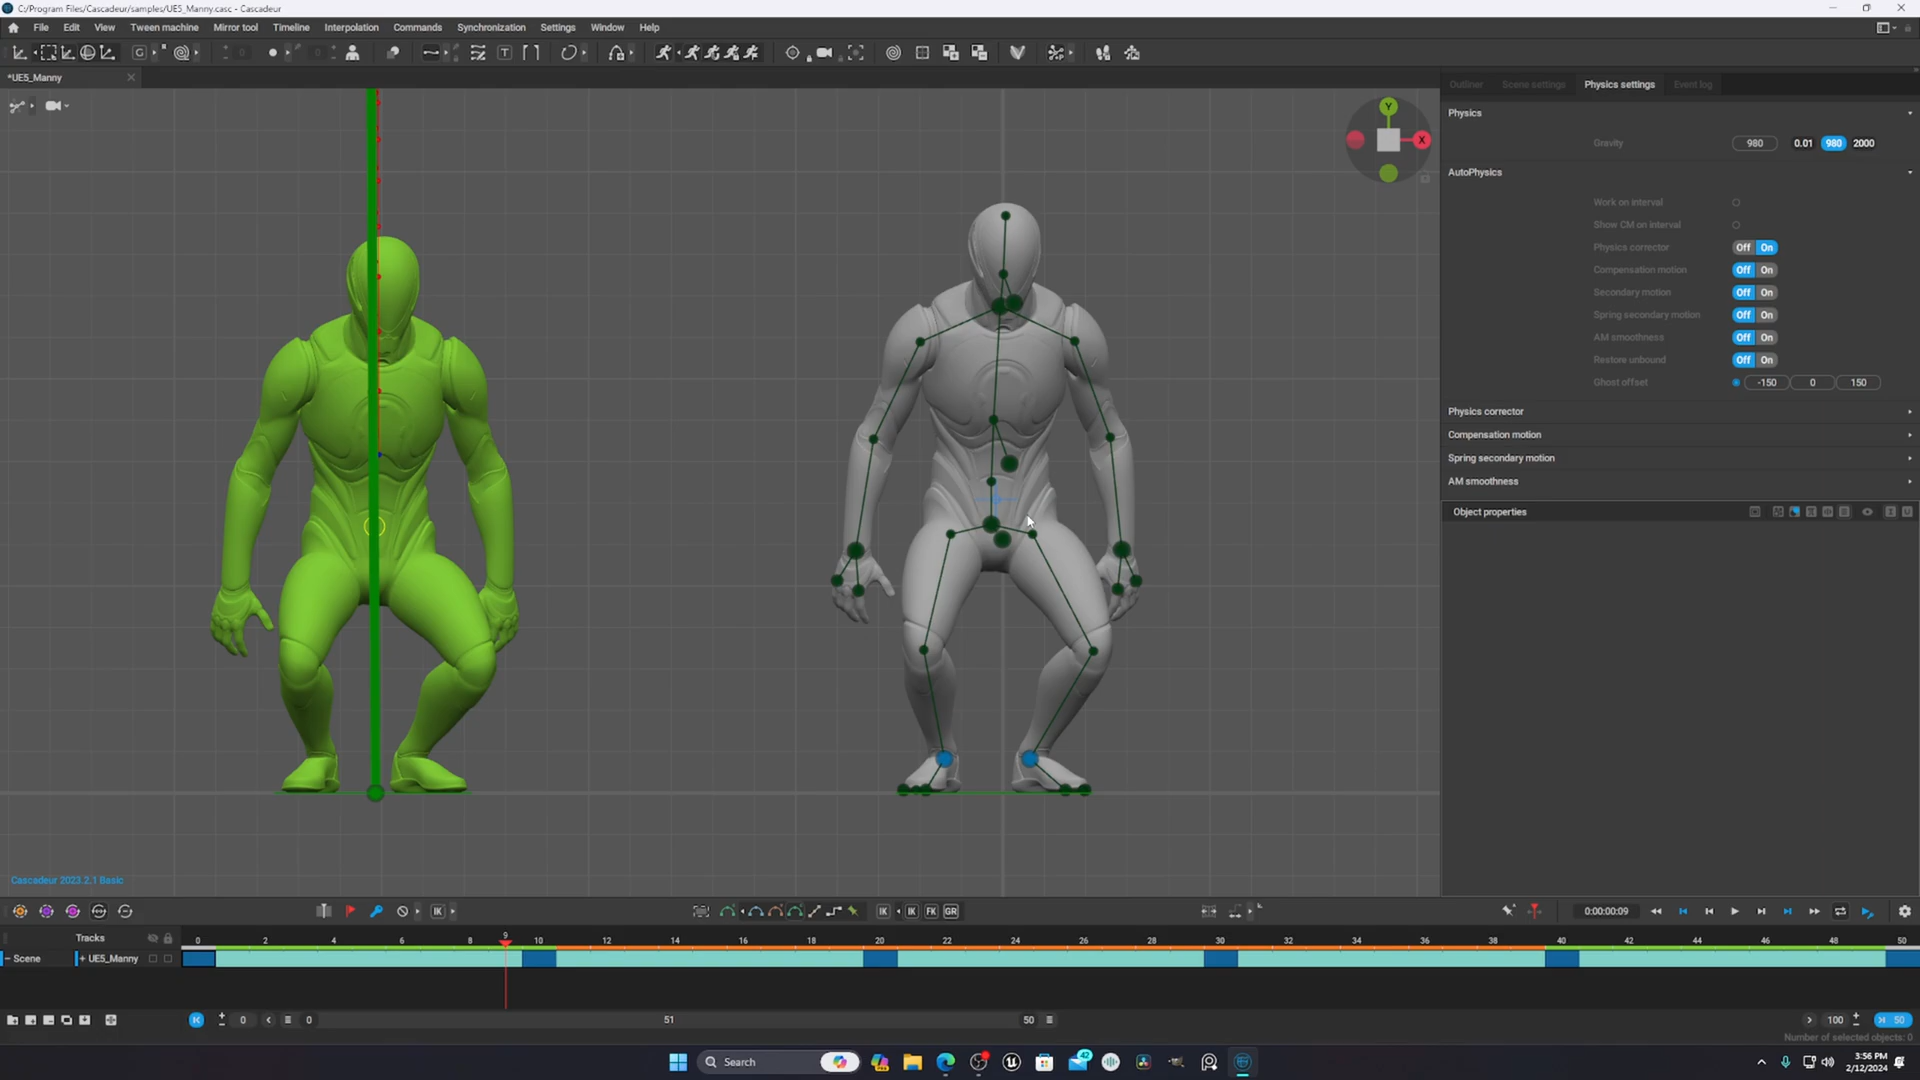 C:/Program Files/Cascadeur/samples/UE5_Manny.casc - Cascadeur
File Edit View Tween machine Mirror tool Timeline Interpolation Commands Synchronization Settings Window Help
*UE5_Manny
Outliner Scene settings Physics settings Event log
Y
X
Physics
Gravity 980 0.01 980 2000
AutoPhysics
Work on interval
Show CM on interval
Physics corrector Off On
Compensation motion Off On
Secondary motion Off On
Spring secondary motion Off On
AM smoothness Off On
Restore unbound Off On
Ghost offset -150 0 150
Physics corrector
Compensation motion
Spring secondary motion
AM smoothness
Object properties
Cascadeur 2023.2.1 Basic
IK IK IK FK GR 0:00:00:09
Tracks 0 2 4 6 8 9 10 12 14 16 18 20 22 24 26 28 30 32 34 36 38 40 42 44 46 48 50
Scene + UE5_Manny
0 0 51 50 100 50
Number of selected objects: 0
Search 42 3:56 PM
2/12/2024